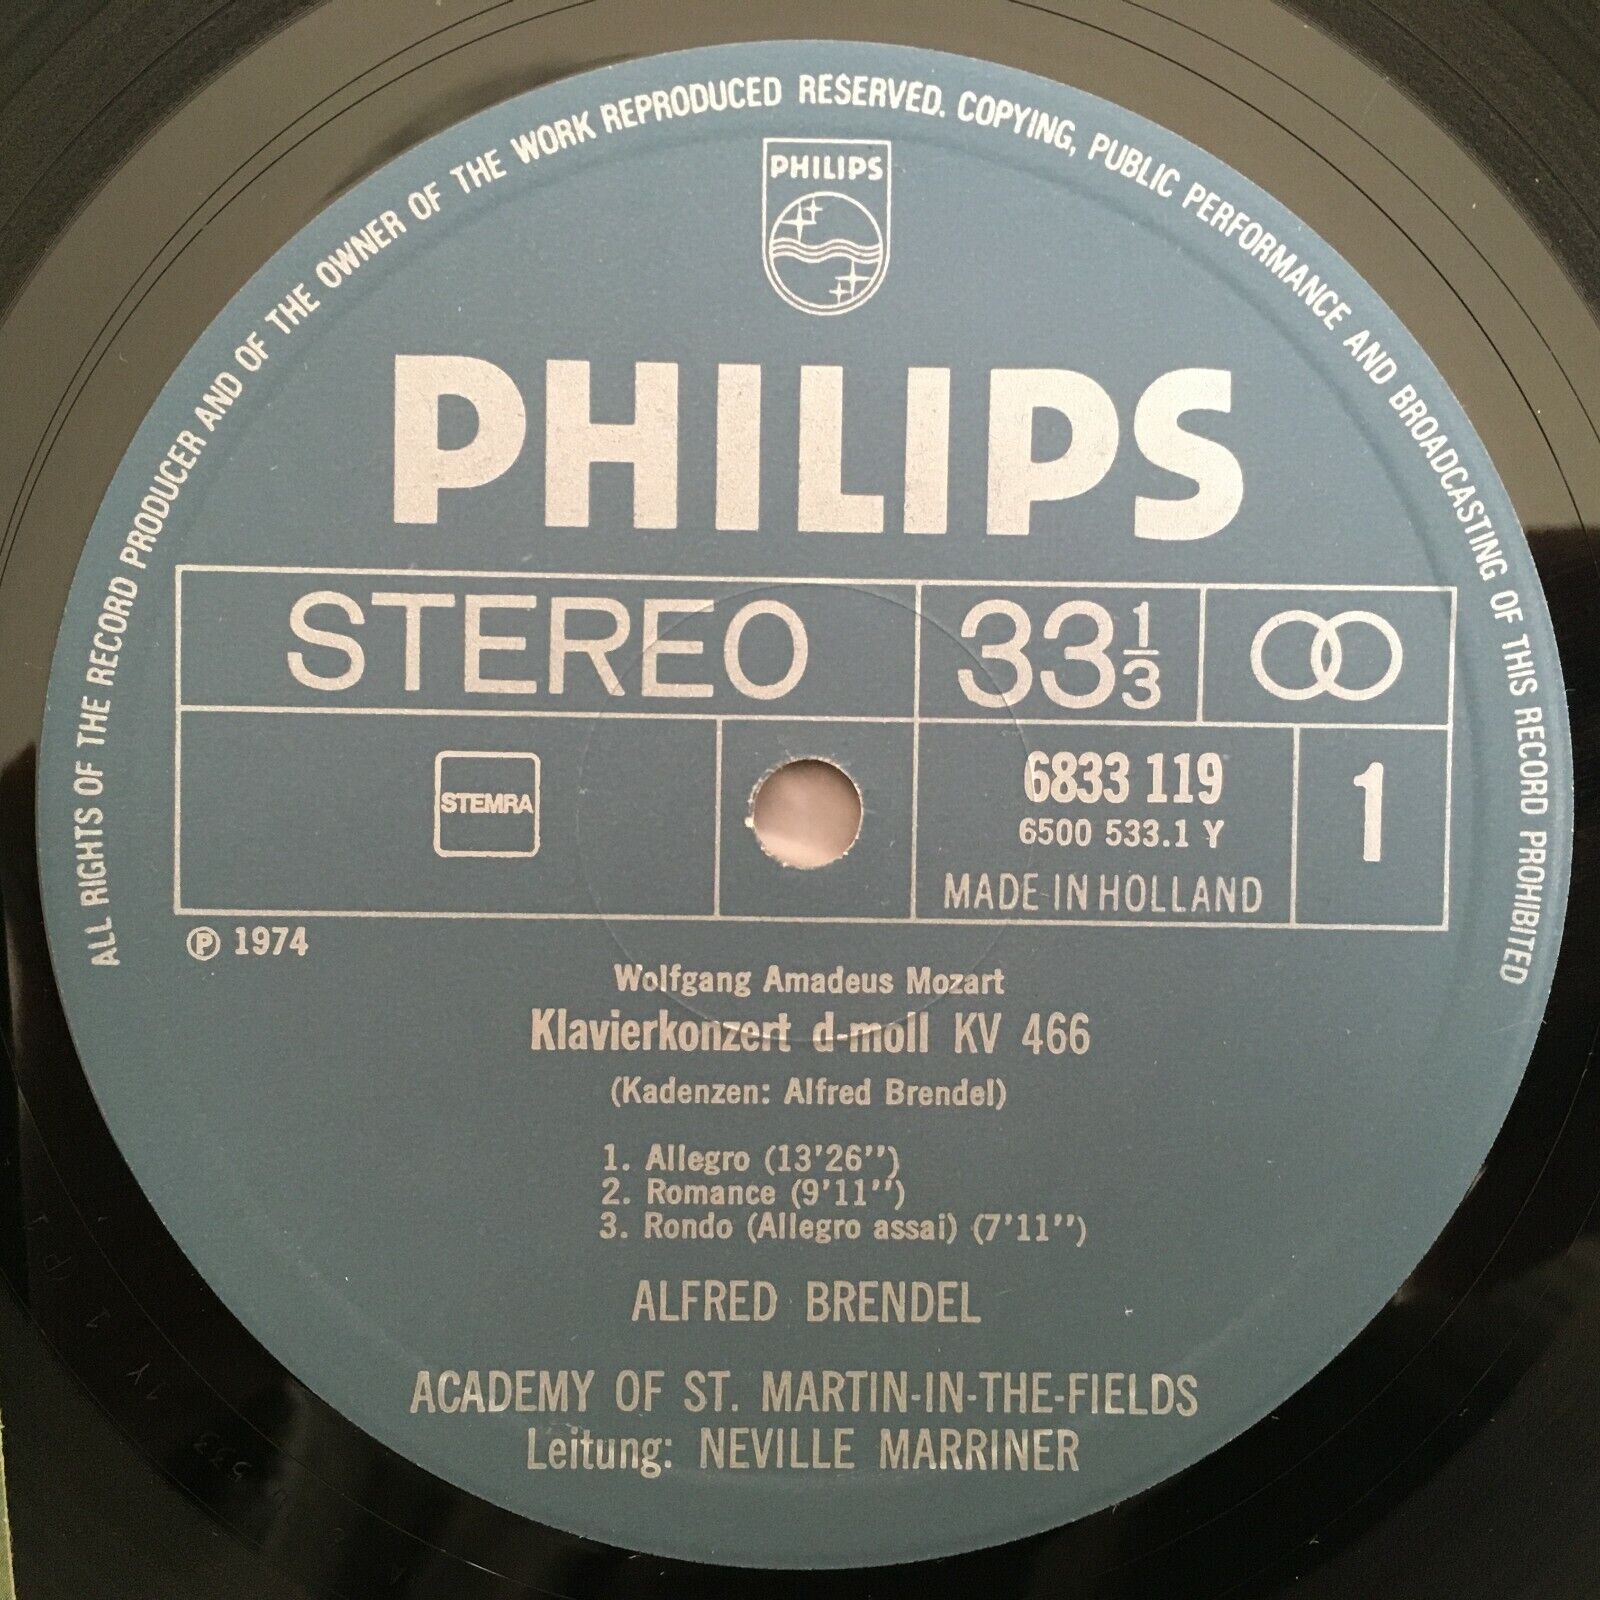 ALL RIGHTS OF THE RECORD PRODUCER AND OF THE OWNER OF THE WORK REPRODUCED RESERVED. COPYING, PUBLIC PERFORMANCE AND BROADCASTING OF THIS RECORD PROHIBITED
PHILIPS
PHILIPS
STEREO 33 1/3
STEMRA
6833 119
6500 533.1 Y
MADE IN HOLLAND
1
℗ 1974
Wolfgang Amadeus Mozart
Klavierkonzert d-moll KV 466
(Kadenzen: Alfred Brendel)
1. Allegro (13'26'')
2. Romance (9'11'')
3. Rondo (Allegro assai) (7'11'')
ALFRED BRENDEL
ACADEMY OF ST. MARTIN-IN-THE-FIELDS
Leitung: NEVILLE MARRINER